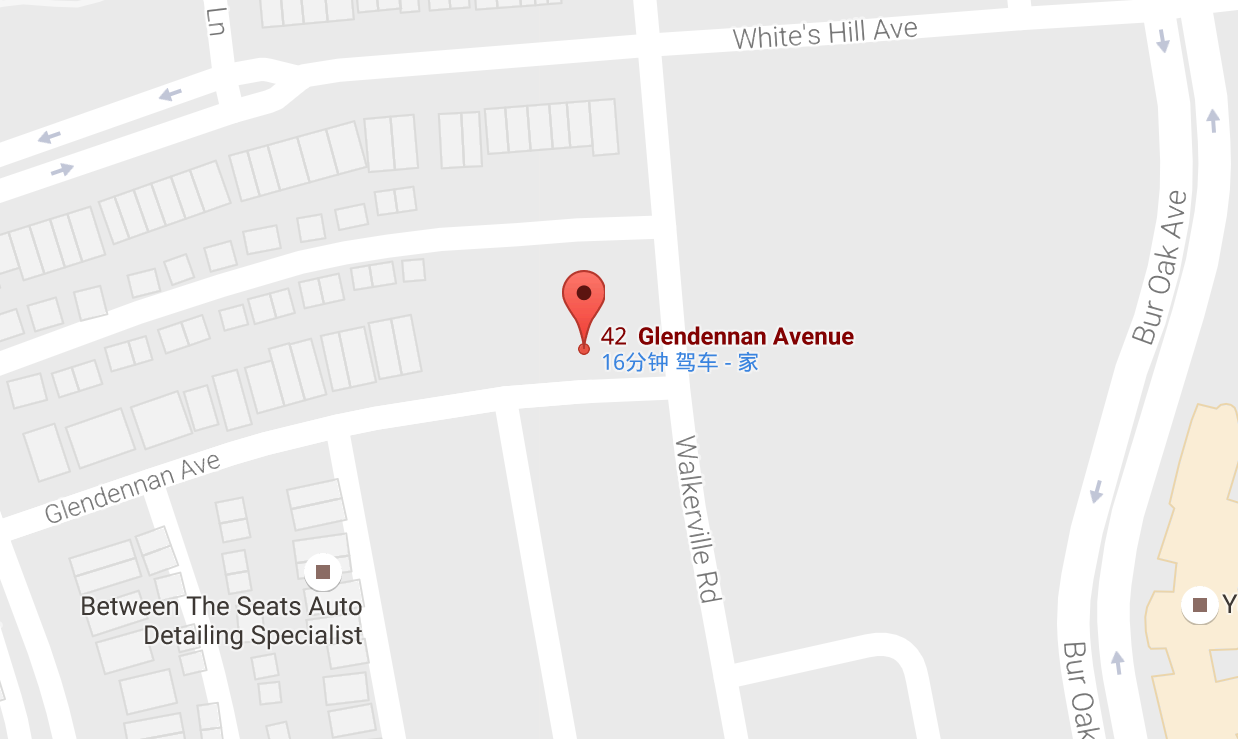 Ln
White's Hill Ave
Bur Oak Ave
42 Glendennan Avenue
16分钟 驾车 - 家
Glendennan Ave
Walkerville Rd
Between The Seats Auto
Detailing Specialist
Y
Bur Oak